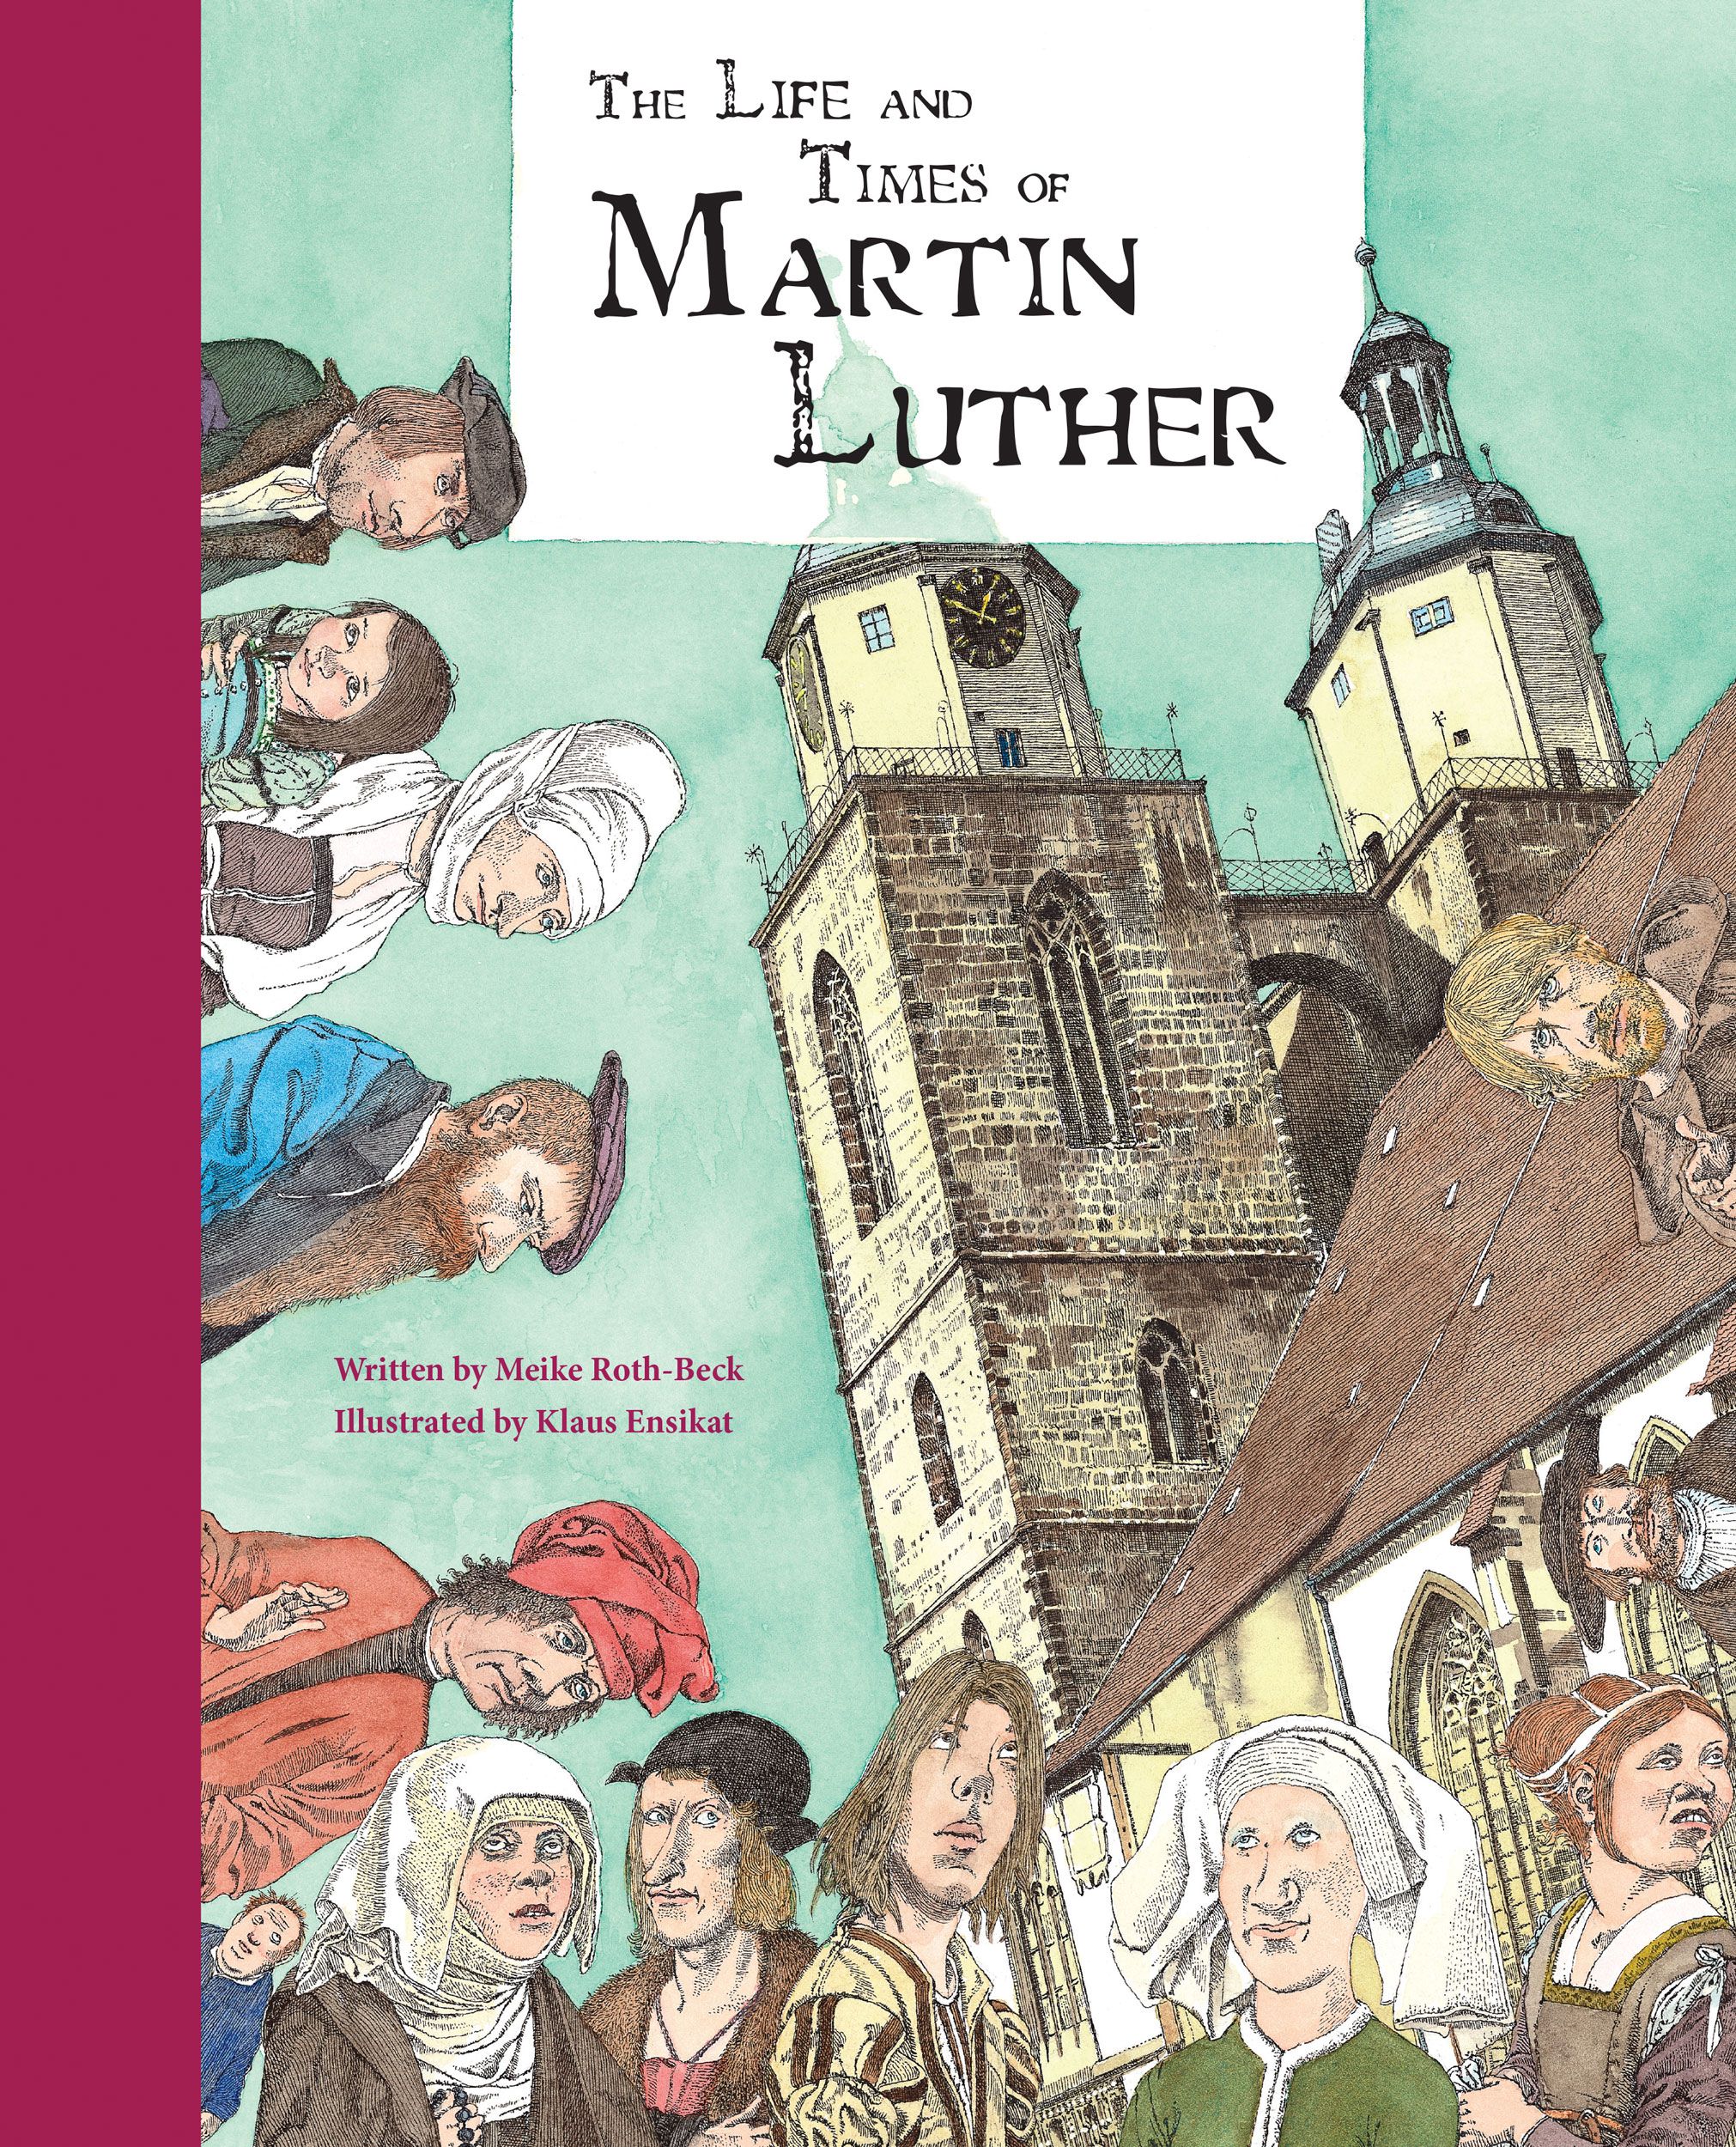 The Life and
Times of
Martin
Luther
Written by Meike Roth-Beck
Illustrated by Klaus Ensikat